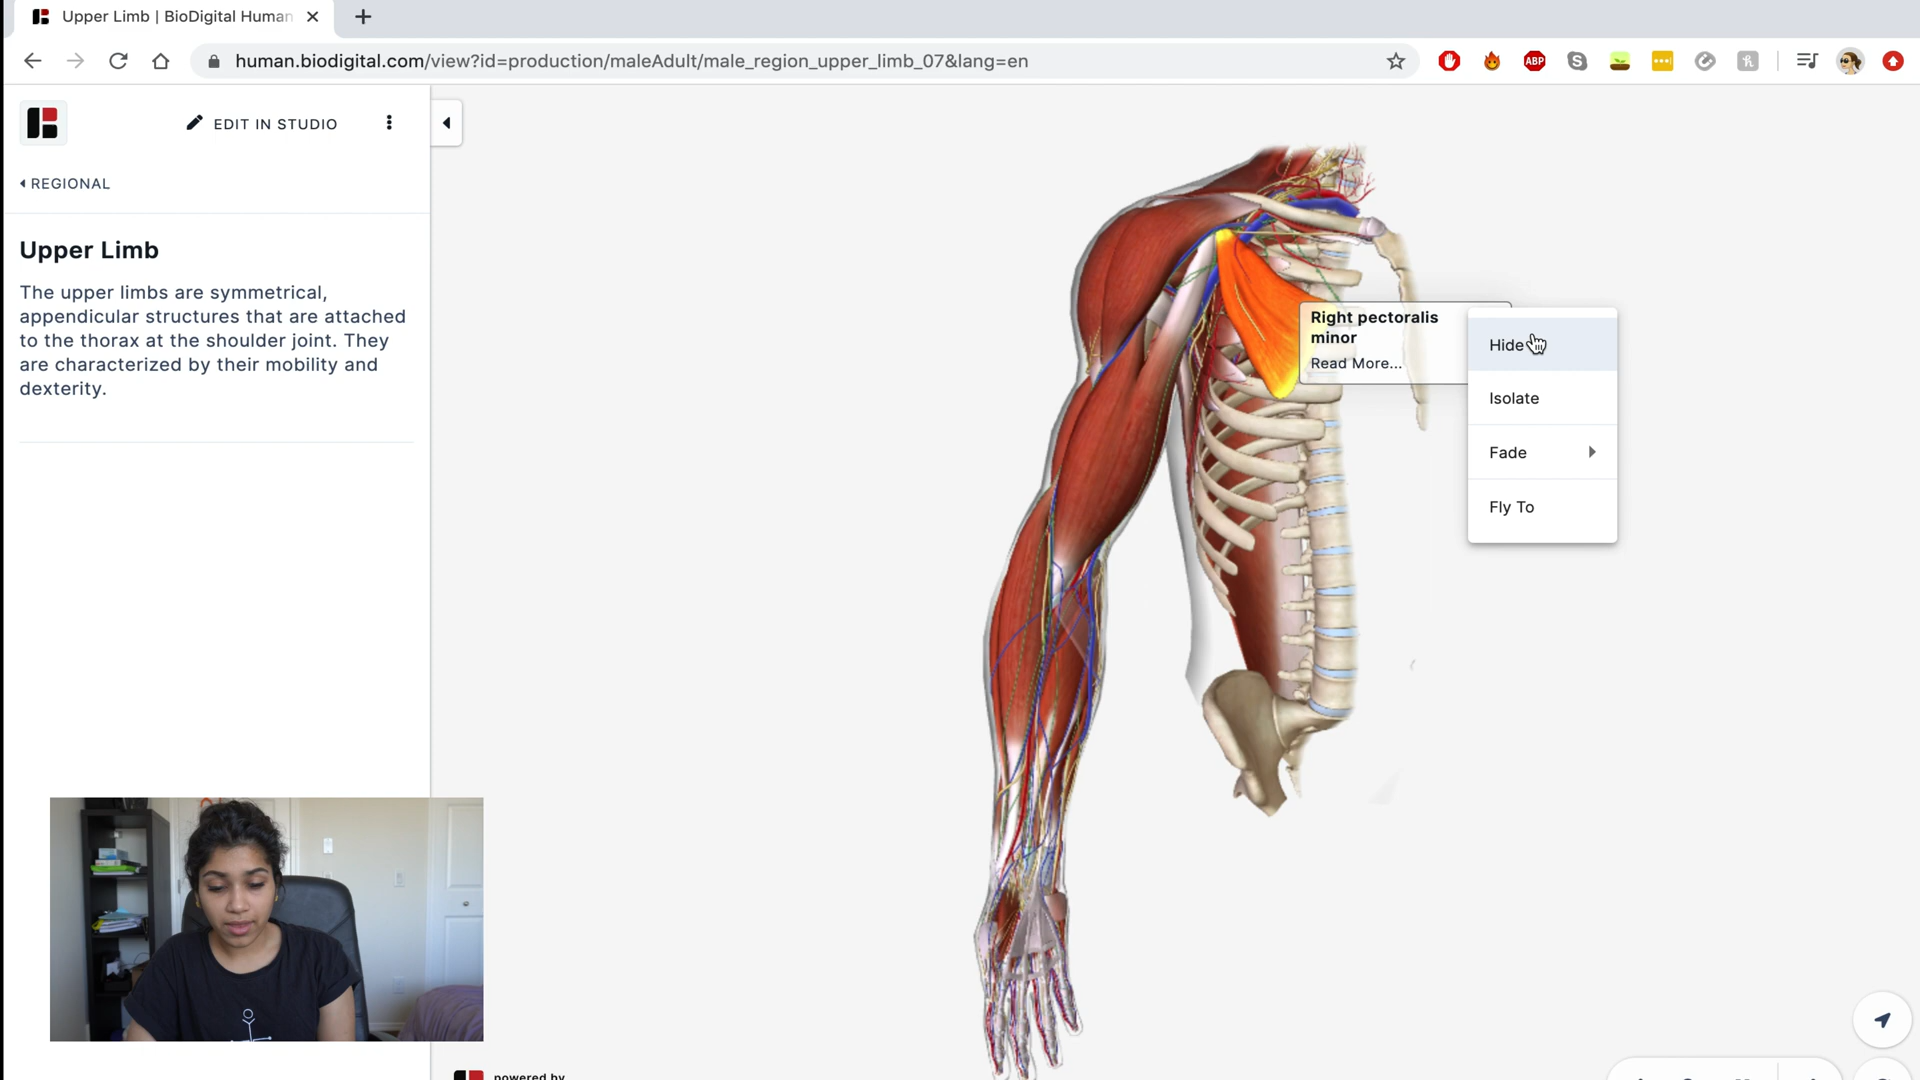 Upper Limb | BioDigital Human
human.biodigital.com/view?id=production/maleAdult/male_region_upper_limb_07&lang=en
ABP
EDIT IN STUDIO
REGIONAL
Upper Limb
The upper limbs are symmetrical,
appendicular structures that are attached
to the thorax at the shoulder joint. They
are characterized by their mobility and
dexterity.
Right pectoralis
minor
Read More...
Hide
Isolate
Fade
Fly To
powered by